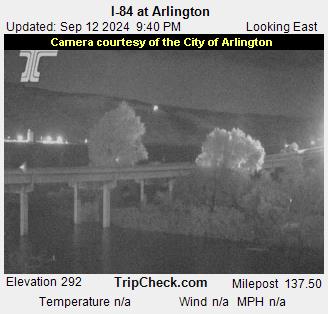 I-84 at Arlington
Updated: Sep 12 2024 9:40 PM Looking East
Camera courtesy of the City of Arlington
Elevation 292 TripCheck.com Milepost 137.50
Temperature n/a Wind n/a MPH n/a